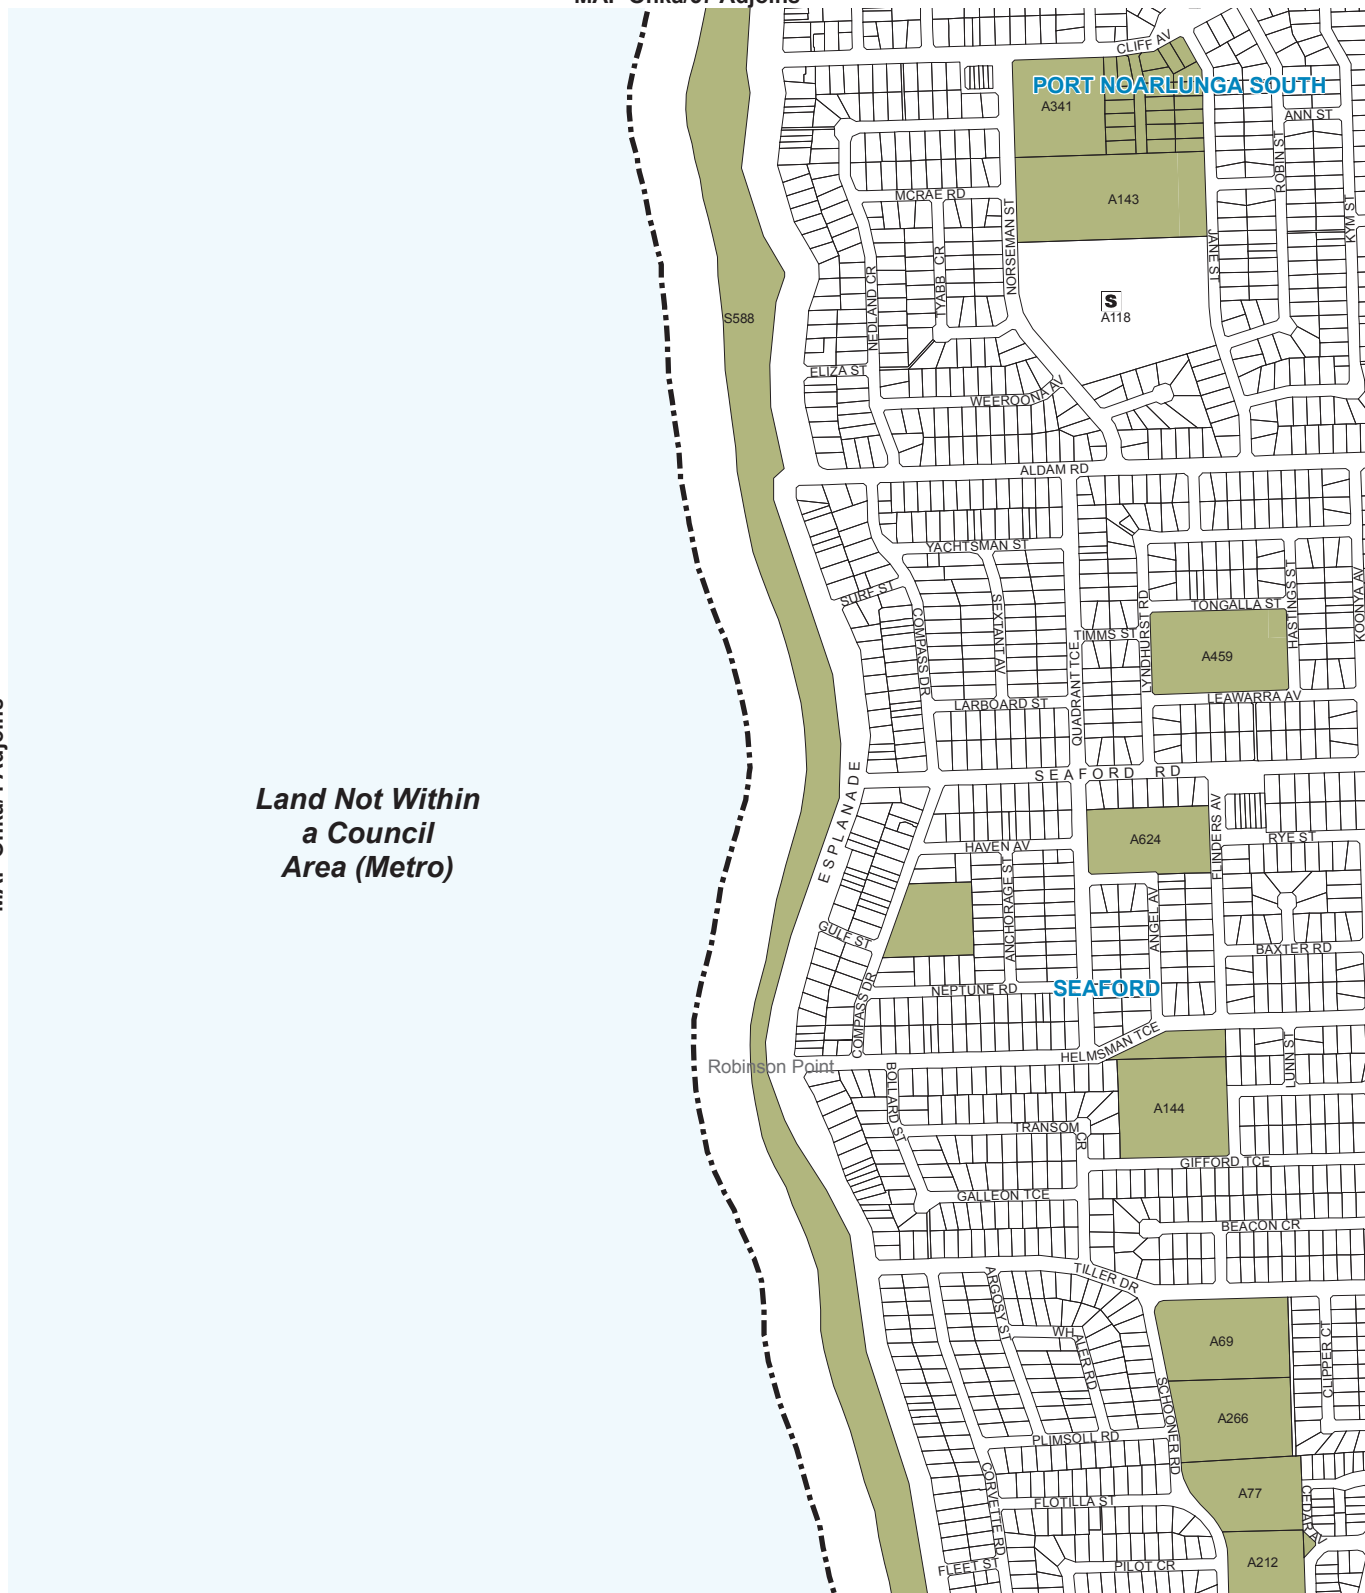 CLIFF AV
PORT NOARLUNGA SOUTH
A341
ANN ST
ROBIN ST
MCRAE RD
A143
KYM ST
NORSEMAN ST
JANE ST
TYABB CR
NEDLAND CR
S
A118
S588
ELIZA ST
WEEROONA AV
ALDAM RD
YACHTSMAN ST
SURF ST
SEXTANT AV
COMPASS DR
HASTINGS ST
KOONYA AV
LYNDHURST RD
TONGALLA ST
TIMMS ST
A459
QUADRANT TCE
LEAWARRA AV
LARBOARD ST
SEAFORD RD
ESPLANADE
Land Not Within
a Council
Area (Metro)
FLINDERS AV
A624
RYE ST
HAVEN AV
ANCHORAGE ST
ANGEL AV
GULF ST
BAXTER RD
NEPTUNE RD
SEAFORD
COMPASS DR
HELMSMAN TCE
LUNN ST
Robinson Point
BOLLARD ST
A144
TRANSOM CR
GIFFORD TCE
GALLEON TCE
BEACON CR
TILLER DR
ARGOSY ST
WHALER RD
A69
CLIPPER CT
SCHOONER RD
A266
PLIMSOLL RD
CORVETTE RD
A77
CEDAR AV
FLOTILLA ST
FLEET ST
PILOT CR
A212